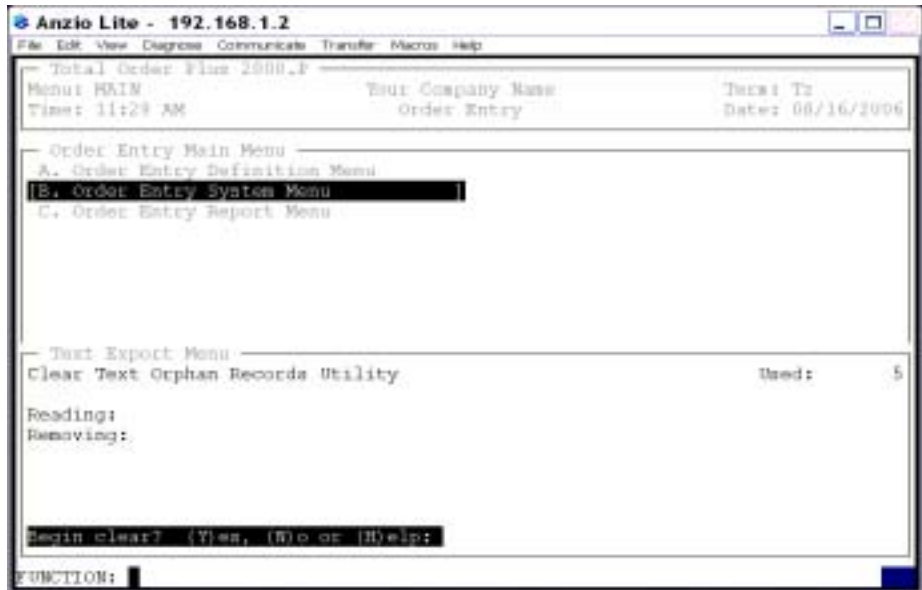 Anzio Lite - 192.168.1.2
File Edit View Diagnose Communicate Transfer Macros Help
Total Order Plus 2000.P
Menu: MAIN Your Company Name Term: Tz
Time: 11:29 AM Order Entry Date: 08/16/2006
Order Entry Main Menu
A. Order Entry Definition Menu
[B. Order Entry System Menu ]
C. Order Entry Report Menu
Text Export Menu
Clear Text Orphan Records Utility Used: 5
Reading:
Removing:
Begin clear? (Y)es, (N)o or (H)elp:
FUNCTION: